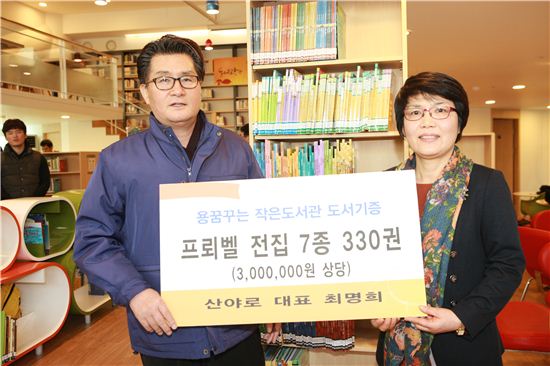 용꿈꾸는 작은도서관 도서기증
프뢰벨 전집 7종 330권
(3,000,000원 상당)
산야로 대표 최명희